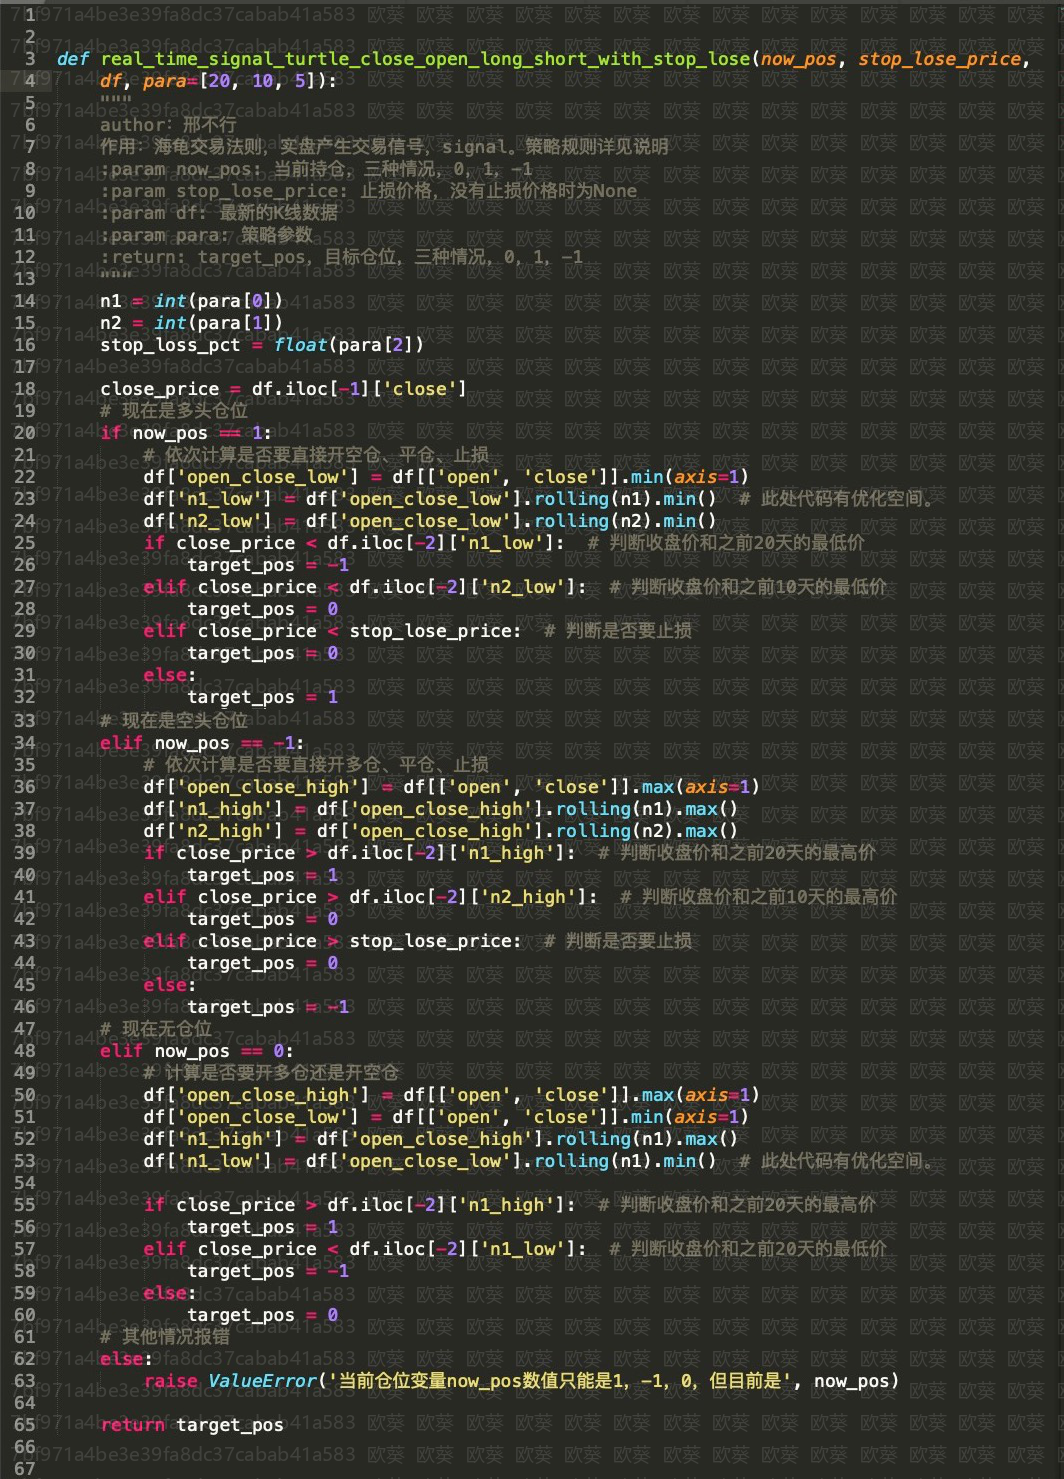 1
2
3 def real_time_signal_turtle_close_open_long_short_with_stop_lose(now_pos, stop_lose_price,
4 df, para=[20, 10, 5]):
5 """
6 author: 邢不行
7 作用: 海龟交易法则，实盘产生交易信号，signal。策略规则详见说明
8 :param now_pos: 当前持仓，三种情况，0，1，-1
9 :param stop_lose_price: 止损价格，没有止损价格时为None
10 :param df: 最新的K线数据
11 :param para: 策略参数
12 :return: target_pos，目标仓位，三种情况，0，1，-1
13 """
14 n1 = int(para[0])
15 n2 = int(para[1])
16 stop_loss_pct = float(para[2])
17
18 close_price = df.iloc[-1]['close']
19 # 现在是多头仓位
20 if now_pos == 1:
21 # 依次计算是否要直接开空仓、平仓、止损
22 df['open_close_low'] = df[['open', 'close']].min(axis=1)
23 df['n1_low'] = df['open_close_low'].rolling(n1).min()  # 此处代码有优化空间。
24 df['n2_low'] = df['open_close_low'].rolling(n2).min()
25 if close_price < df.iloc[-2]['n1_low']:  # 判断收盘价和之前20天的最低价
26 target_pos = -1
27 elif close_price < df.iloc[-2]['n2_low']:  # 判断收盘价和之前10天的最低价
28 target_pos = 0
29 elif close_price < stop_lose_price:  # 判断是否要止损
30 target_pos = 0
31 else:
32 target_pos = 1
33 # 现在是空头仓位
34 elif now_pos == -1:
35 # 依次计算是否要直接开多仓、平仓、止损
36 df['open_close_high'] = df[['open', 'close']].max(axis=1)
37 df['n1_high'] = df['open_close_high'].rolling(n1).max()
38 df['n2_high'] = df['open_close_high'].rolling(n2).max()
39 if close_price > df.iloc[-2]['n1_high']:  # 判断收盘价和之前20天的最高价
40 target_pos = 1
41 elif close_price > df.iloc[-2]['n2_high']:  # 判断收盘价和之前10天的最高价
42 target_pos = 0
43 elif close_price > stop_lose_price:  # 判断是否要止损
44 target_pos = 0
45 else:
46 target_pos = -1
47 # 现在无仓位
48 elif now_pos == 0:
49 # 计算是否要开多仓还是开空仓
50 df['open_close_high'] = df[['open', 'close']].max(axis=1)
51 df['open_close_low'] = df[['open', 'close']].min(axis=1)
52 df['n1_high'] = df['open_close_high'].rolling(n1).max()
53 df['n1_low'] = df['open_close_low'].rolling(n1).min()  # 此处代码有优化空间。
54
55 if close_price > df.iloc[-2]['n1_high']:  # 判断收盘价和之前20天的最高价
56 target_pos = 1
57 elif close_price < df.iloc[-2]['n1_low']:  # 判断收盘价和之前20天的最低价
58 target_pos = -1
59 else:
60 target_pos = 0
61 # 其他情况报错
62 else:
63 raise ValueError('当前仓位变量now_pos数值只能是1，-1，0，但目前是', now_pos)
64
65 return target_pos
66
67